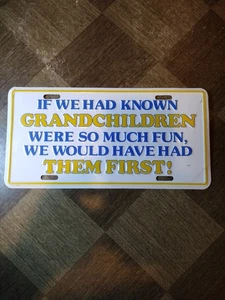 IF WE HAD KNOWN
GRANDCHILDREN
WERE SO MUCH FUN,
WE WOULD HAVE HAD
THEM FIRST!